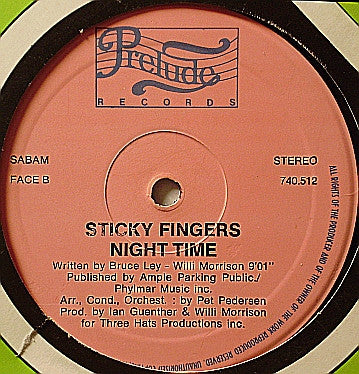 Prelude
RECORDS
SABAM
STEREO
FACE B
740.512
STICKY FINGERS
NIGHT TIME
Written by Bruce Ley - Willi Morrison 9'01"
Published by Ample Parking Public./
Phylmar Music inc.
Arr., Cond., Orchest. : by Pet Pedersen
Prod. by Ian Guenther & Willi Morrison
for Three Hats Productions inc.
ALL RIGHTS OF THE PRODUCER AND OF THE OWNER OF THE WORK REPRODUCED RESERVED. UNAUTHORISED